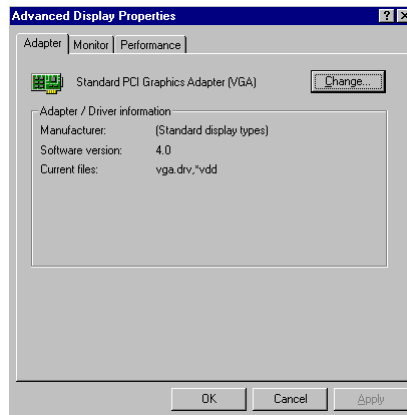 Advanced Display Properties
Adapter Monitor Performance
Standard PCI Graphics Adapter (VGA) Change...
Adapter / Driver information
Manufacturer: (Standard display types)
Software version: 4.0
Current files: vga.drv,*vdd
OK Cancel Apply